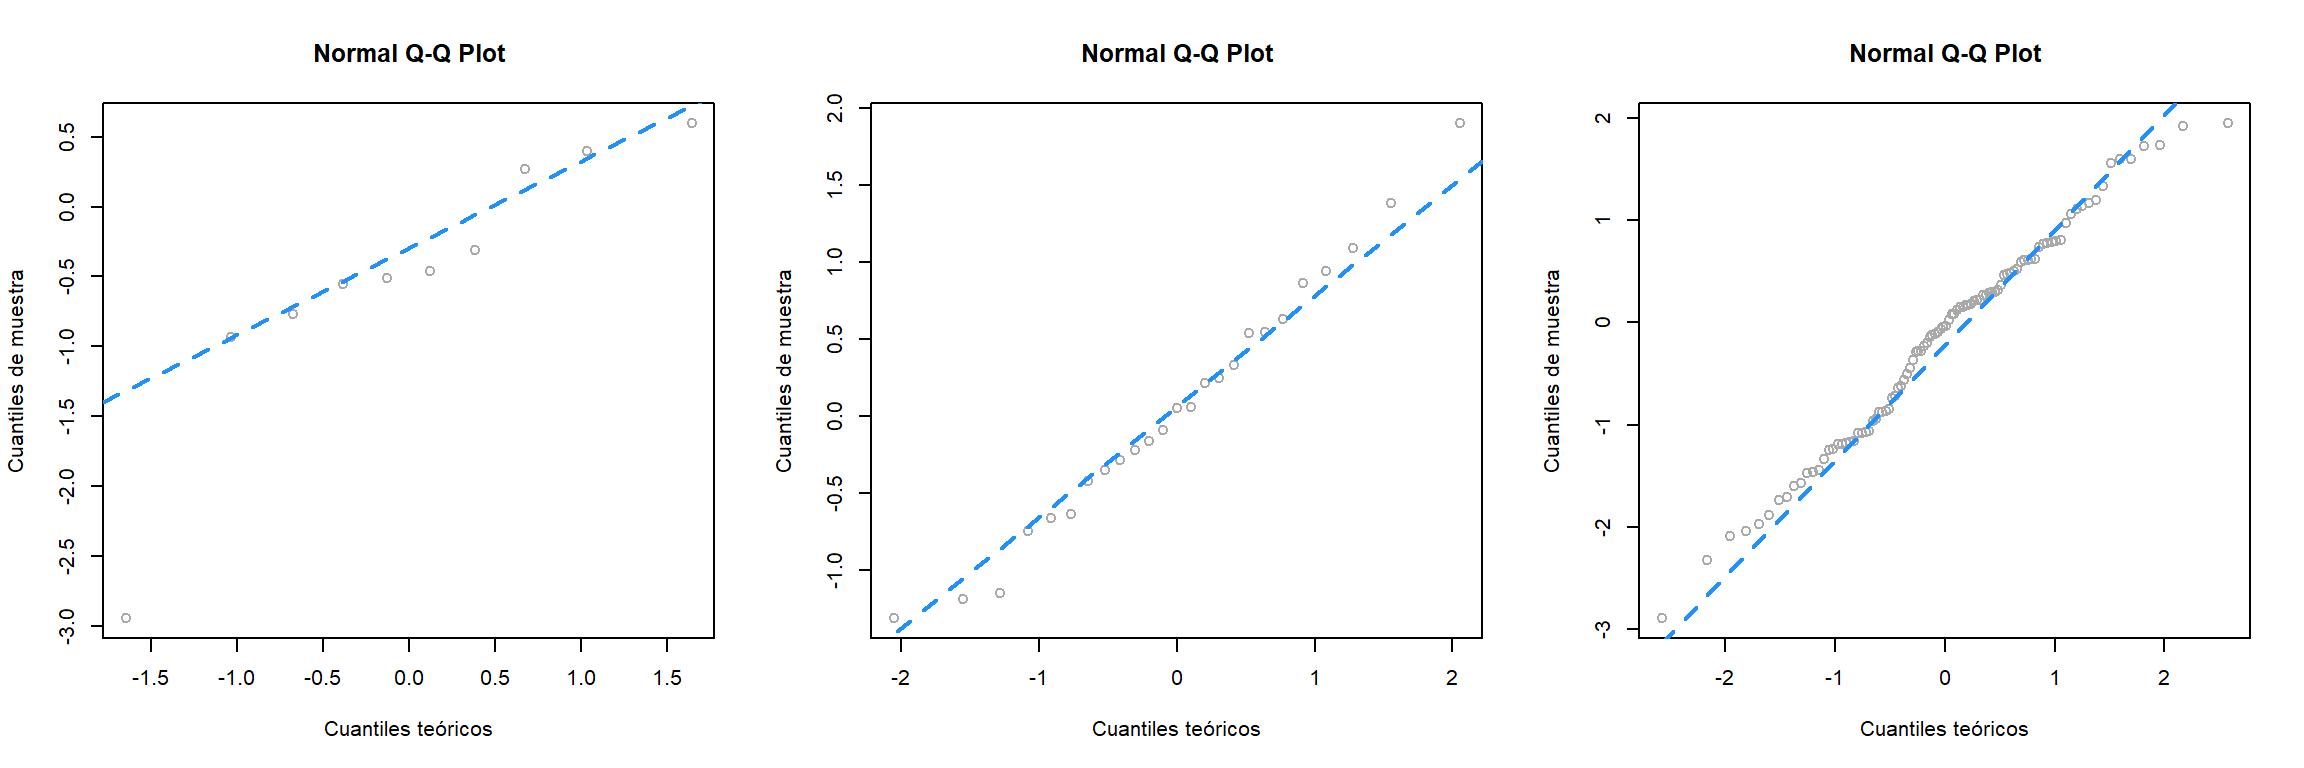 Normal Q-Q Plot
Cuantiles de muestra
0.5
0.0
-0.5
-1.0
-1.5
-2.0
-2.5
-3.0
-1.5 -1.0 -0.5 0.0 0.5 1.0 1.5
Cuantiles teóricos
Normal Q-Q Plot
Cuantiles de muestra
2.0
1.5
1.0
0.5
0.0
-0.5
-1.0
-2 -1 0 1 2
Cuantiles teóricos
Normal Q-Q Plot
Cuantiles de muestra
2
1
0
-1
-2
-3
-2 -1 0 1 2
Cuantiles teóricos